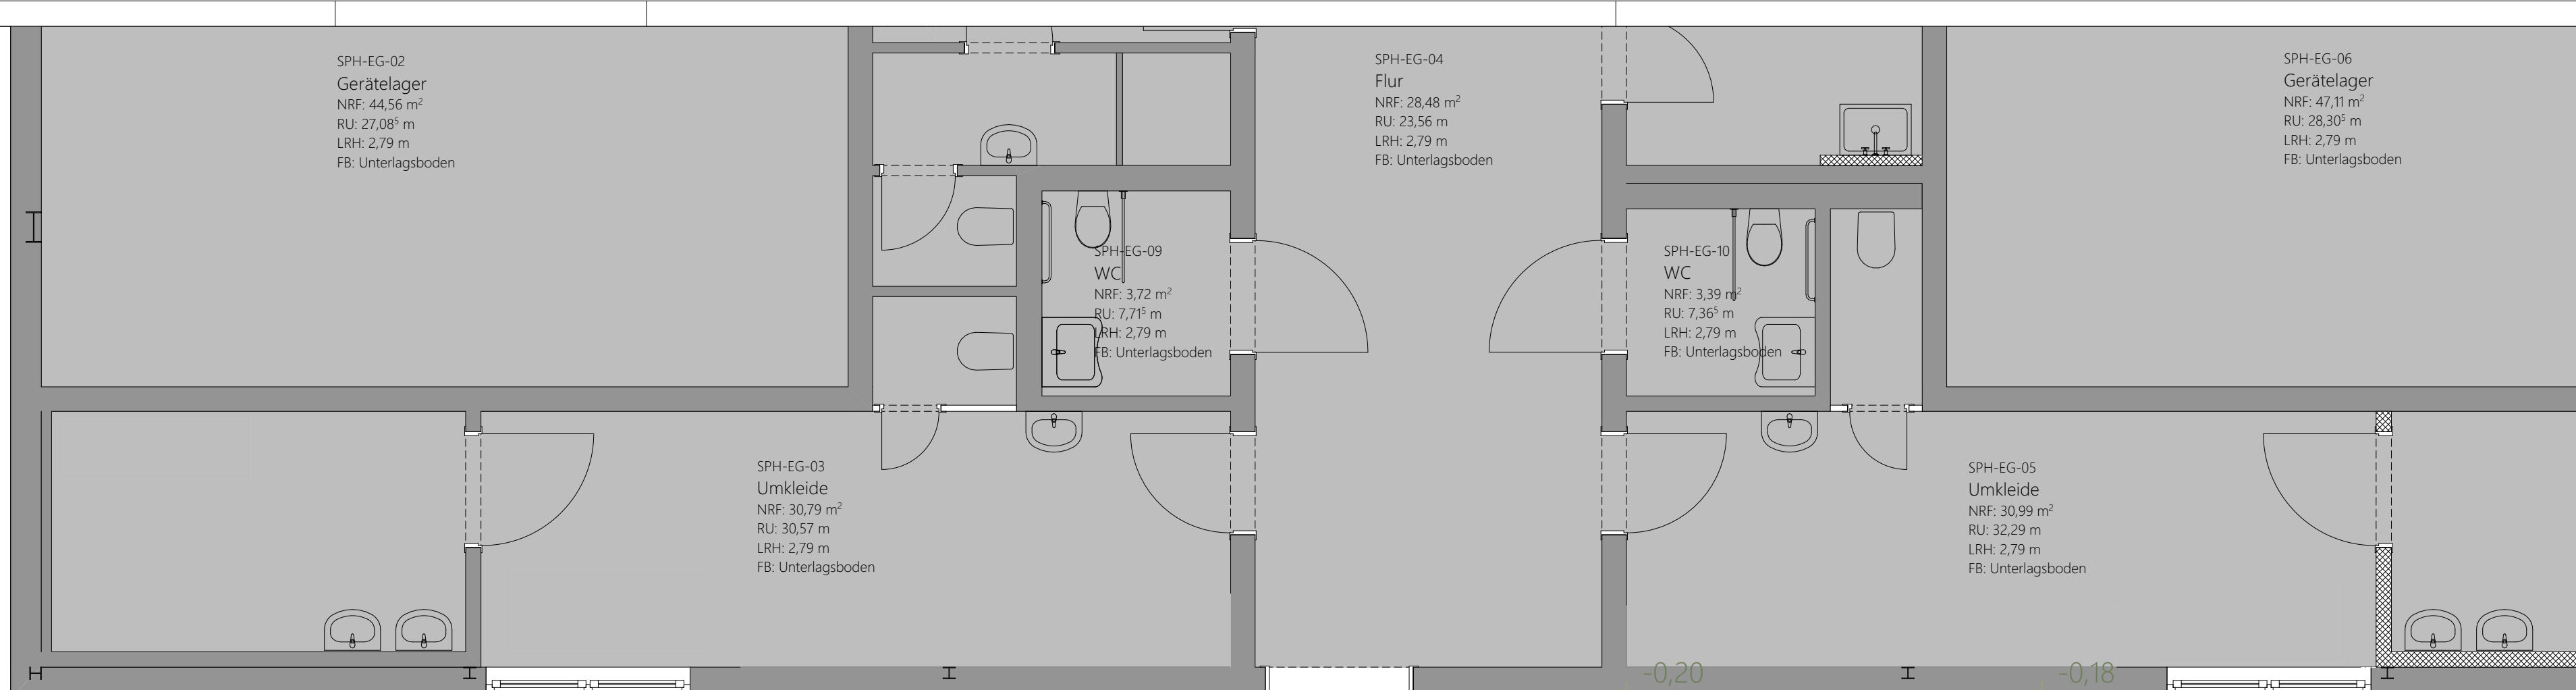 SPH-EG-02
Gerätelager
NRF: 44,56 m²
RU: 27,08⁵ m
LRH: 2,79 m
FB: Unterlagsboden
SPH-EG-04
Flur
NRF: 28,48 m²
RU: 23,56 m
LRH: 2,79 m
FB: Unterlagsboden
SPH-EG-06
Gerätelager
NRF: 47,11 m²
RU: 28,30⁵ m
LRH: 2,79 m
FB: Unterlagsboden
SPH-EG-09
WC
NRF: 3,72 m²
RU: 7,71⁵ m
LRH: 2,79 m
FB: Unterlagsboden
SPH-EG-10
WC
NRF: 3,39 m²
RU: 7,36⁵ m
LRH: 2,79 m
FB: Unterlagsboden
SPH-EG-03
Umkleide
NRF: 30,79 m²
RU: 30,57 m
LRH: 2,79 m
FB: Unterlagsboden
SPH-EG-05
Umkleide
NRF: 30,99 m²
RU: 32,29 m
LRH: 2,79 m
FB: Unterlagsboden
-0,20
-0,18